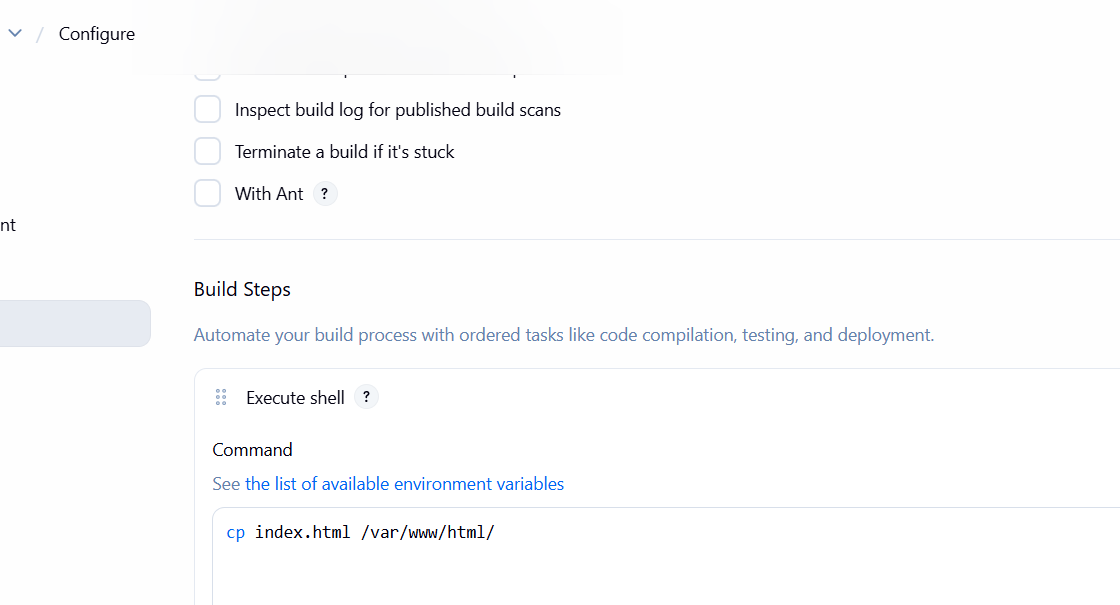 / Configure
Inspect build log for published build scans
Terminate a build if it's stuck
With Ant ?
nt
Build Steps
Automate your build process with ordered tasks like code compilation, testing, and deployment.
Execute shell ?
Command
See the list of available environment variables
cp index.html /var/www/html/